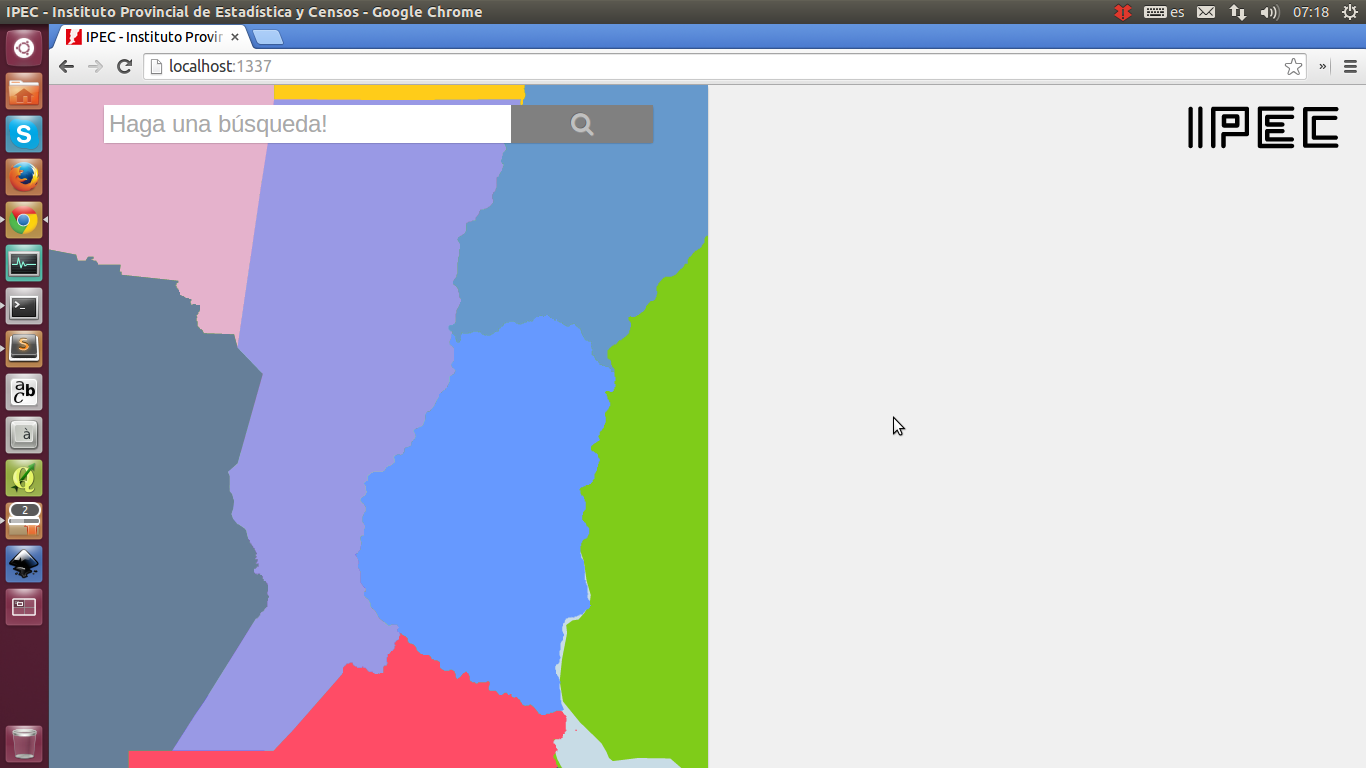 IPEC - Instituto Provincial de Estadística y Censos - Google Chrome
es
07:18
IPEC - Instituto Provin
localhost:1337
»
Haga una búsqueda!
IPEC
S
S
a
b
c
à
2